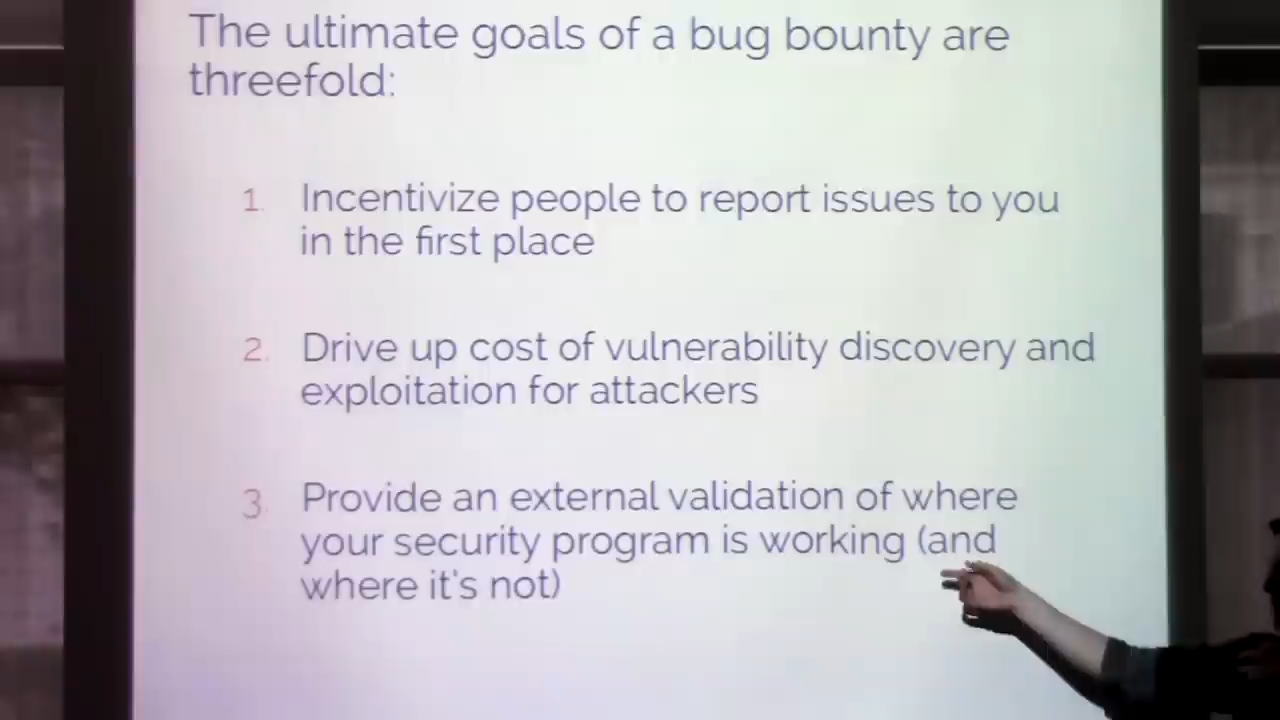 The ultimate goals of a bug bounty are
threefold:
1. Incentivize people to report issues to you
in the first place
2. Drive up cost of vulnerability discovery and
exploitation for attackers
3. Provide an external validation of where
your security program is working (and
where it's not)